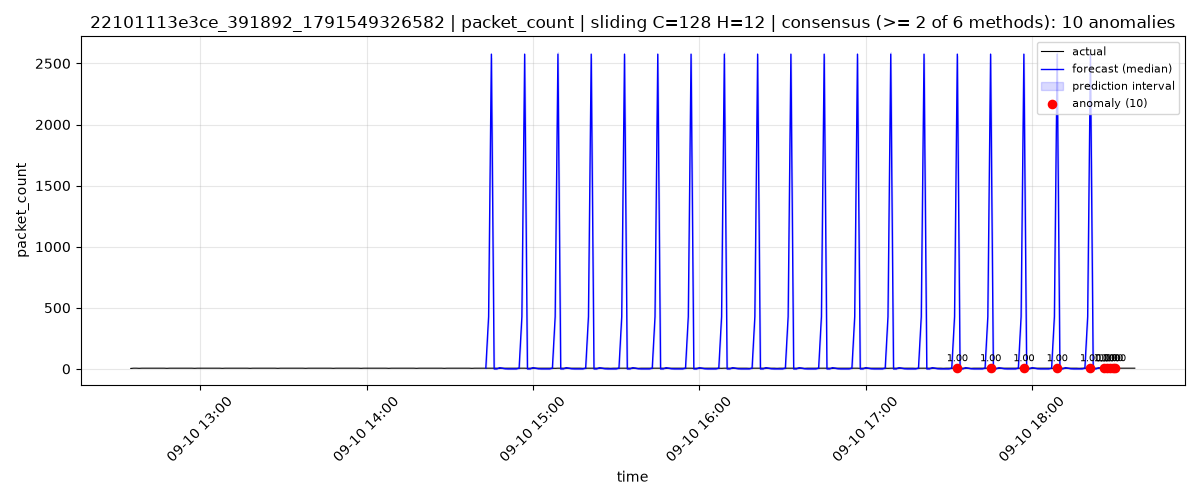 22101113e3ce_391892_1791549326582 | packet_count | sliding C=128 H=12 | consensus (>= 2 of 6 methods): 10 anomalies
actual
forecast (median)
prediction interval
anomaly (10)
packet_count
2500
2000
1500
1000
500
0
1.00 1.00 1.00 1.00
09-10 13:00
09-10 14:00
09-10 15:00
09-10 16:00
09-10 17:00
09-10 18:00
time